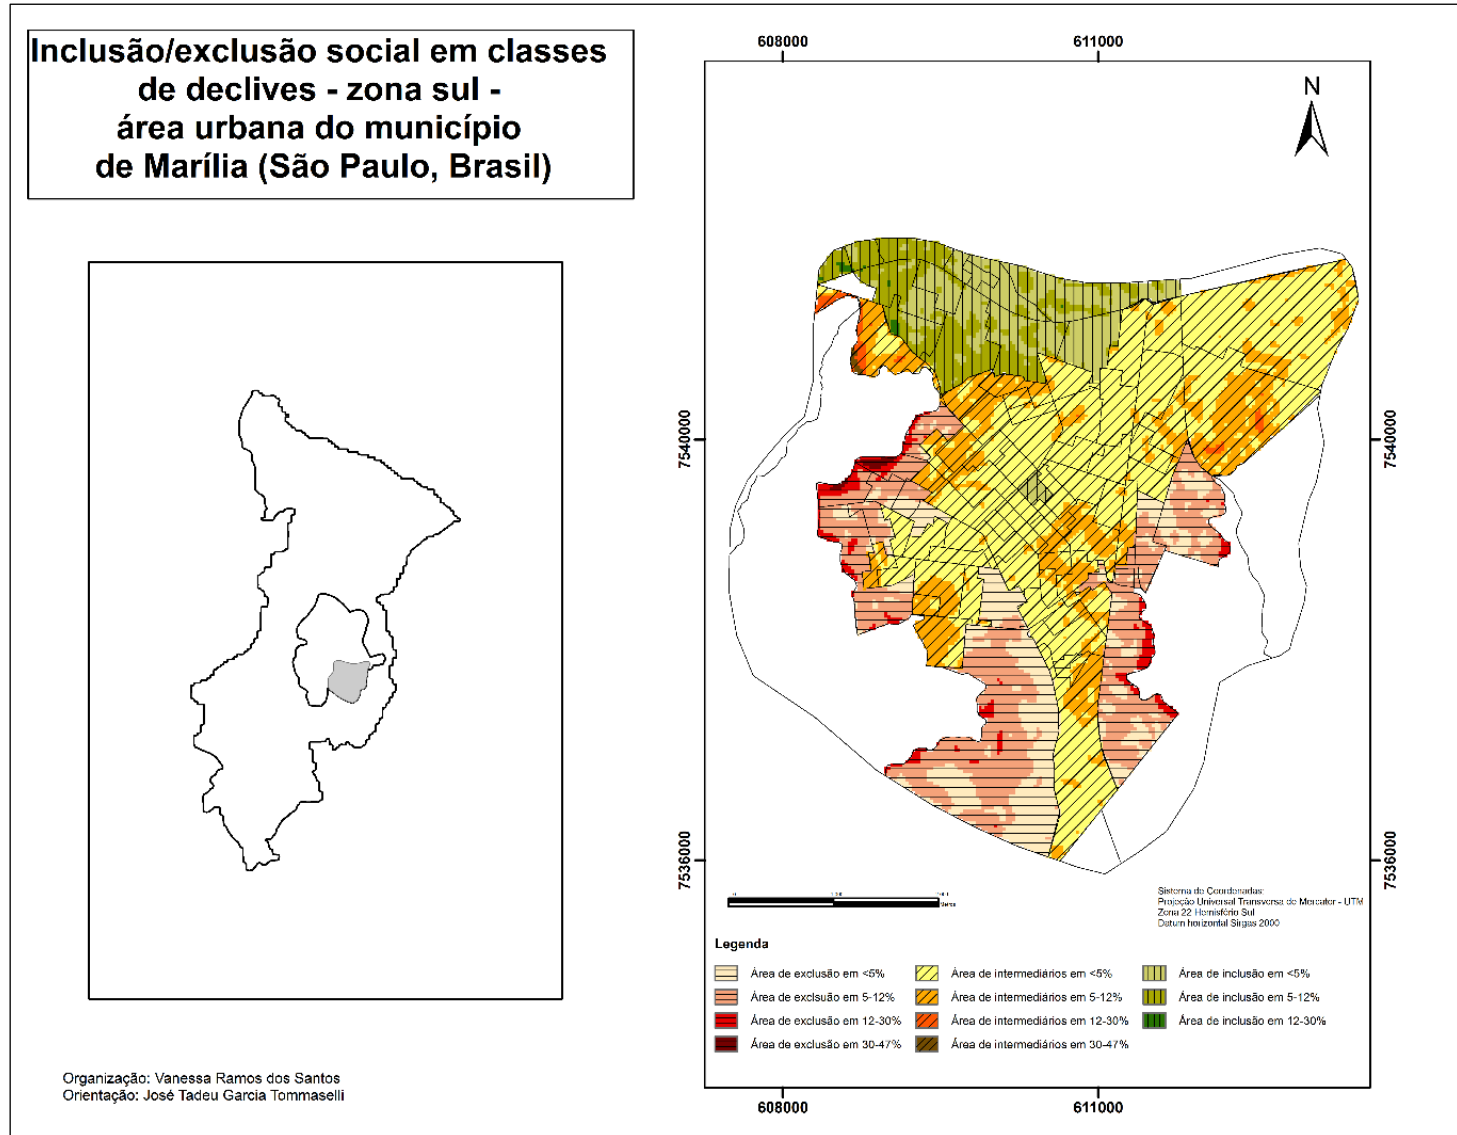 Inclusão/exclusão social em classes
de declives - zona sul -
área urbana do município
de Marília (São Paulo, Brasil)
608000
611000
N
7540000
7540000
7536000
7536000
Metros
Sistema de Coordenadas:
Projeção Universal Transversa de Mercator - UTM
Zona 22 Hemisfério Sul
Datum horizontal Sirgas 2000
Legenda
Área de exclusão em <5%
Área de exclsuão em 5-12%
Área de exclusão em 12-30%
Área de exclusão em 30-47%
Área de intermediários em <5%
Área de intermediários em 5-12%
Área de intermediários em 12-30%
Área de intermediários em 30-47%
Área de inclusão em <5%
Área de inclusão em 5-12%
Área de inclusão em 12-30%
608000
611000
Organização: Vanessa Ramos dos Santos
Orientação: José Tadeu Garcia Tommaselli